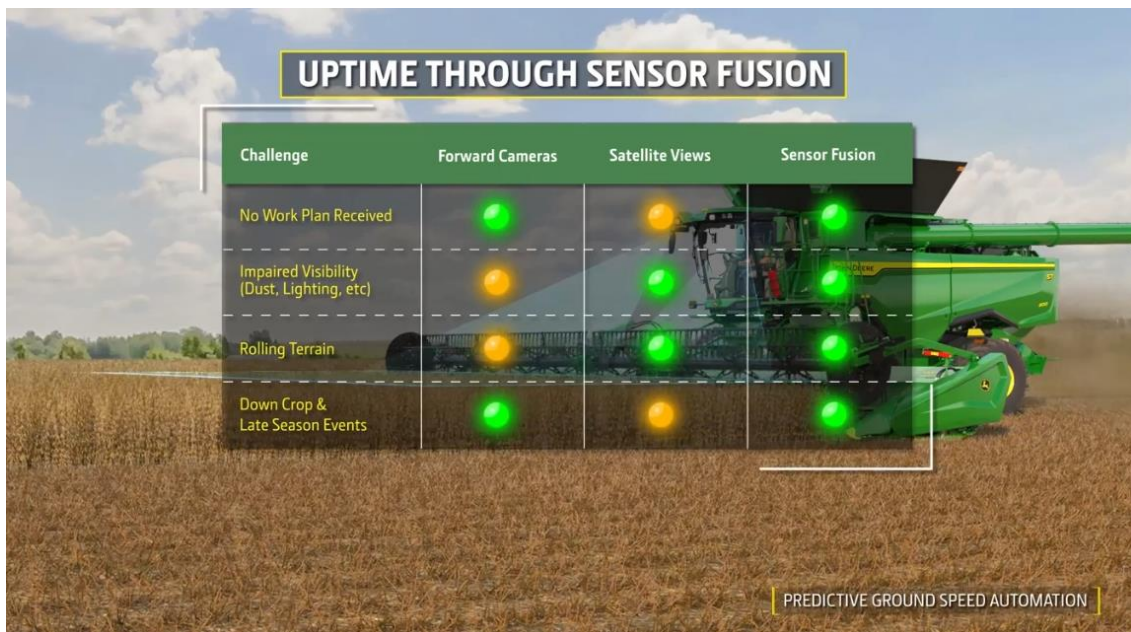 UPTIME THROUGH SENSOR FUSION
Challenge Forward Cameras Satellite Views Sensor Fusion
No Work Plan Received
Impaired Visibility
(Dust, Lighting, etc)
Rolling Terrain
Down Crop &
Late Season Events
PREDICTIVE GROUND SPEED AUTOMATION